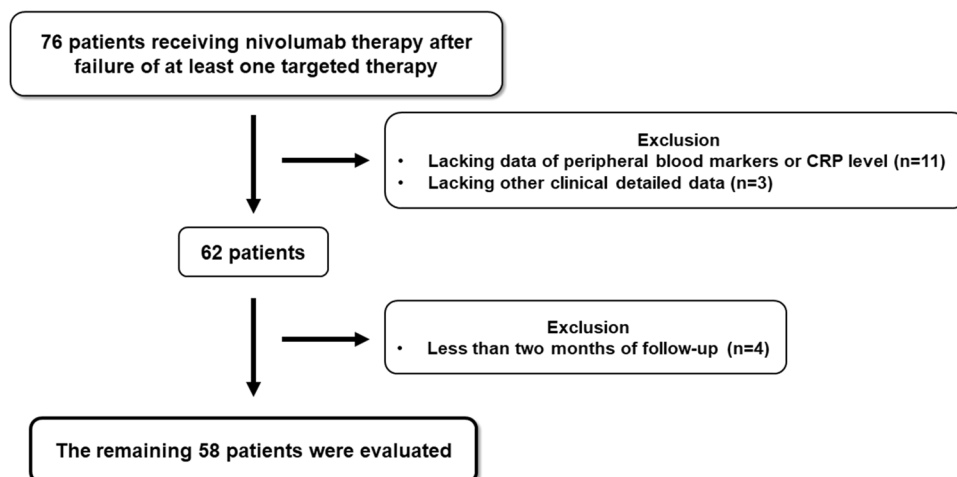 76 patients receiving nivolumab therapy after
failure of at least one targeted therapy
Exclusion
• Lacking data of peripheral blood markers or CRP level (n=11)
• Lacking other clinical detailed data (n=3)
62 patients
Exclusion
• Less than two months of follow-up (n=4)
The remaining 58 patients were evaluated